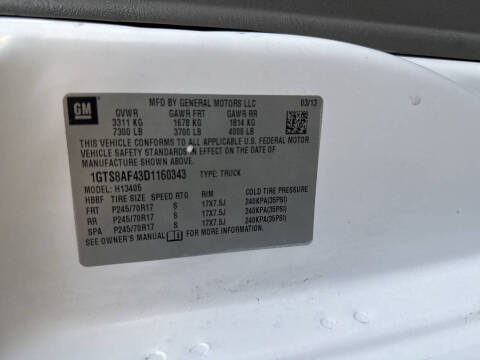 GM
MFD BY GENERAL MOTORS LLC 03/13
GVWR GAWR FRT GAWR RR
3311 KG 1678 KG 1814 KG
7300 LB 3700 LB 4000 LB
THIS VEHICLE CONFORMS TO ALL APPLICABLE U.S. FEDERAL MOTOR
VEHICLE SAFETY STANDARDS IN EFFECT ON THE DATE OF
MANUFACTURE SHOWN ABOVE.
1GTS8AF43D1160343 TYPE: TRUCK
MODEL: H13405
HBBF TIRE SIZE SPEED RTG RIM COLD TIRE PRESSURE
FRT P245/70R17 S 17X7.5J 240KPA(35PSI)
RR P245/70R17 S 17X7.5J 240KPA(35PSI)
SPA P245/70R17 S 17X7.5J 240KPA(35PSI)
SEE OWNER'S MANUAL FOR MORE INFORMATION.